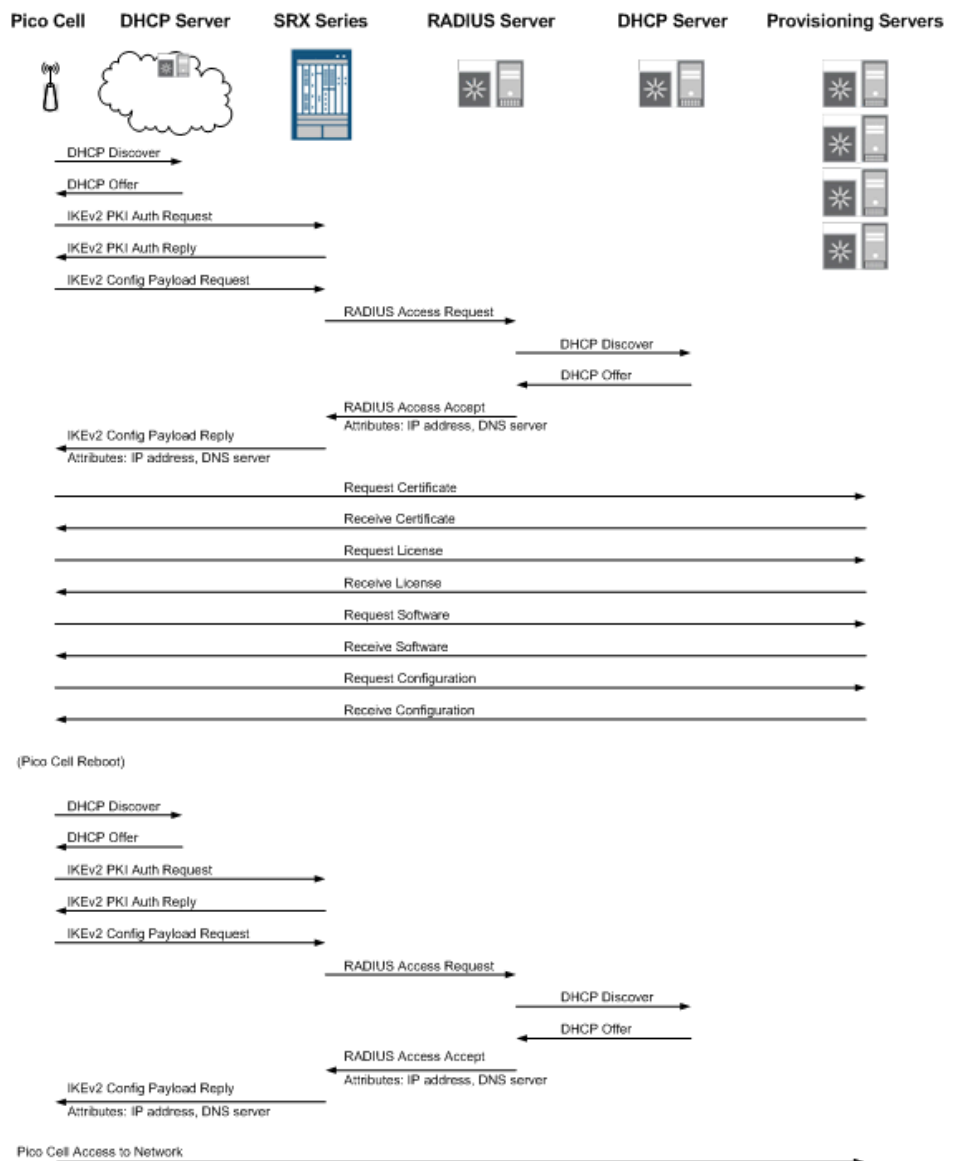 Pico Cell DHCP Server SRX Series RADIUS Server DHCP Server Provisioning Servers
DHCP Discover
DHCP Offer
IKEv2 PKI Auth Request
IKEv2 PKI Auth Reply
IKEv2 Config Payload Request
RADIUS Access Request
DHCP Discover
DHCP Offer
RADIUS Access Accept
Attributes: IP address, DNS server
IKEv2 Config Payload Reply
Attributes: IP address, DNS server
Request Certificate
Receive Certificate
Request License
Receive License
Request Software
Receive Software
Request Configuration
Receive Configuration
(Pico Cell Reboot)
DHCP Discover
DHCP Offer
IKEv2 PKI Auth Request
IKEv2 PKI Auth Reply
IKEv2 Config Payload Request
RADIUS Access Request
DHCP Discover
DHCP Offer
RADIUS Access Accept
Attributes: IP address, DNS server
IKEv2 Config Payload Reply
Attributes: IP address, DNS server
Pico Cell Access to Network